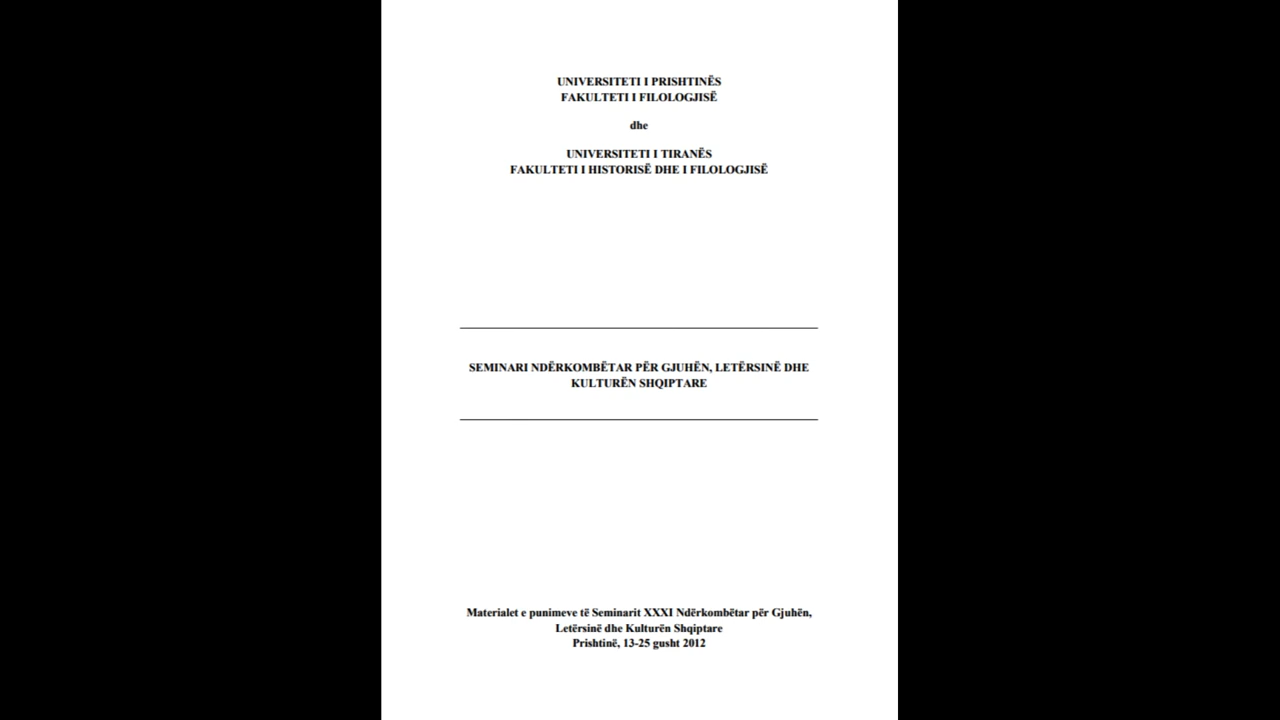 UNIVERSITETI I PRISHTINËS
FAKULTETI I FILOLOGJISË
dhe
UNIVERSITETI I TIRANËS
FAKULTETI I HISTORISË DHE I FILOLOGJISË
SEMINARI NDËRKOMBËTAR PËR GJUHËN, LETËRSINË DHE
KULTURËN SHQIPTARE
Materialet e punimeve të Seminarit XXXI Ndërkombëtar për Gjuhën,
Letërsinë dhe Kulturën Shqiptare
Prishtinë, 13-25 gusht 2012